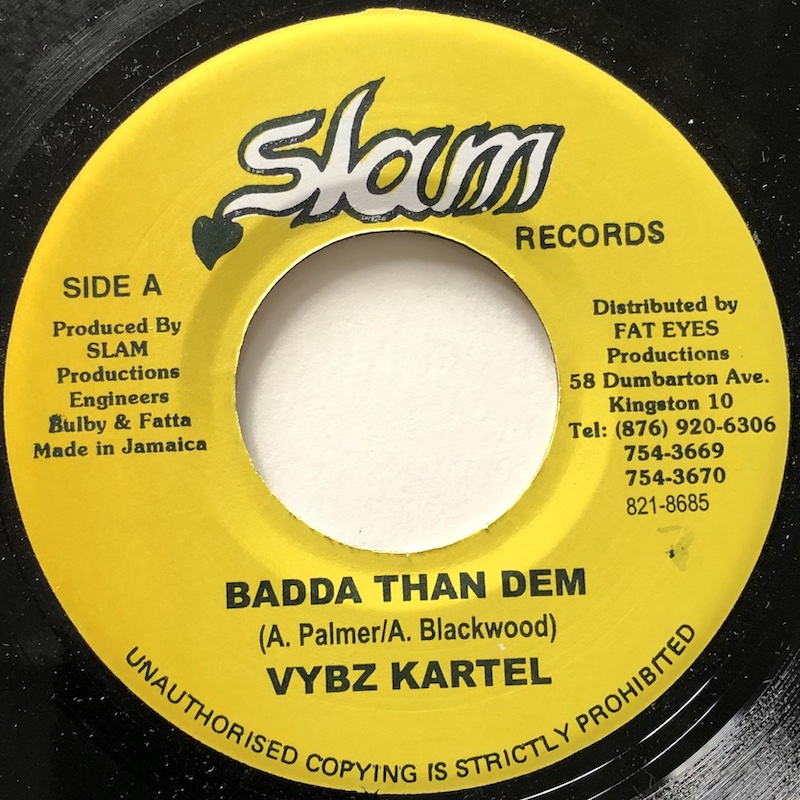 Slam
RECORDS
SIDE A
Produced By
SLAM
Productions
Engineers
Bulby & Fatta
Made in Jamaica
Distributed by
FAT EYES
Productions
58 Dumbarton Ave.
Kingston 10
Tel: (876) 920-6306
754-3669
754-3670
821-8685
BADDA THAN DEM
(A. Palmer/A. Blackwood)
VYBZ KARTEL
UNAUTHORISED COPYING IS STRICTLY PROHIBITED